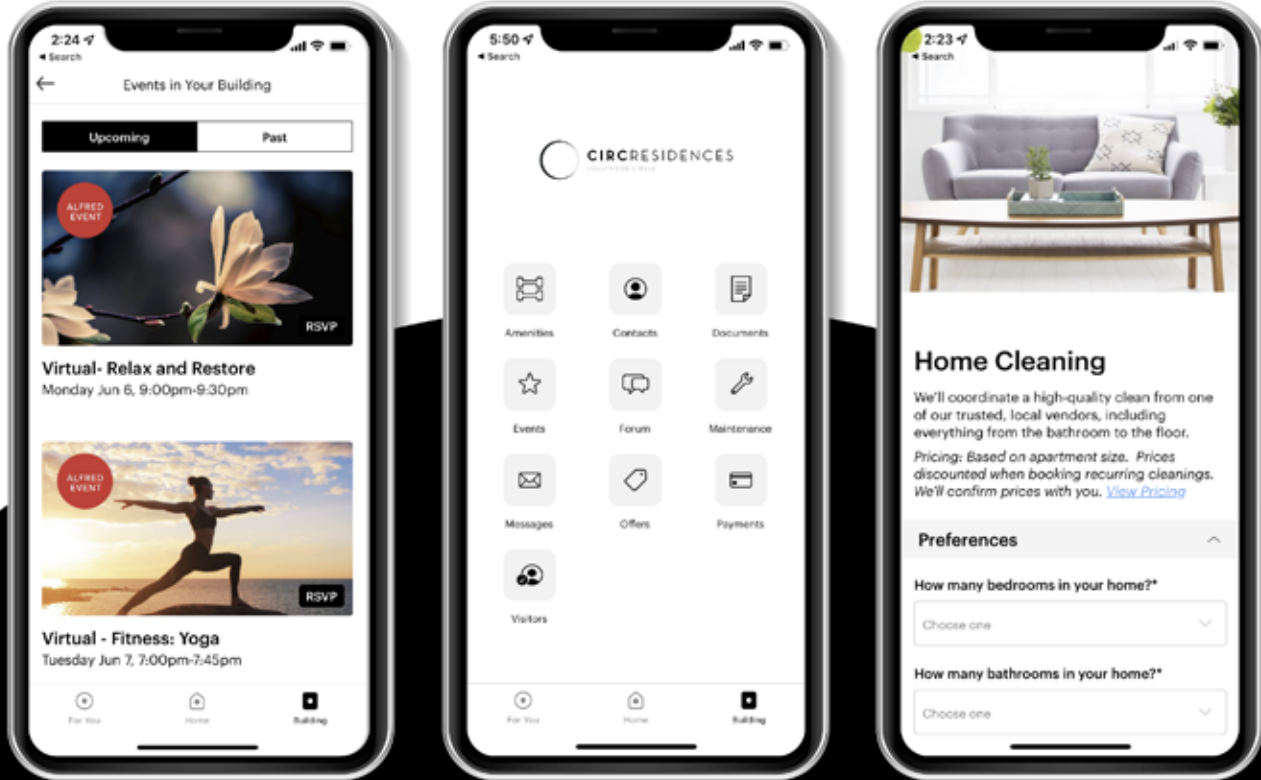 2:24
Search
Events in Your Building
Upcoming
Past
ALFRED
EVENT
RSVP
Virtual- Relax and Restore
Monday Jun 6, 9:00pm-9:30pm
ALFRED
EVENT
RSVP
Virtual - Fitness: Yoga
Tuesday Jun 7, 7:00pm-7:45pm
For You
Home
Building
5:50
Search
CIRCRESIDENCES
Amenities
Contacts
Documents
Events
Forum
Maintenance
Messages
Offers
Payments
Visitors
For You
Home
Building
2:23
Search
Home Cleaning
We'll coordinate a high-quality clean from one
of our trusted, local vendors, including
everything from the bathroom to the floor.
Pricing: Based on apartment size. Prices
discounted when booking recurring cleanings.
We'll confirm prices with you. View Pricing
Preferences
How many bedrooms in your home?*
Choose one
How many bathrooms in your home?*
Choose one